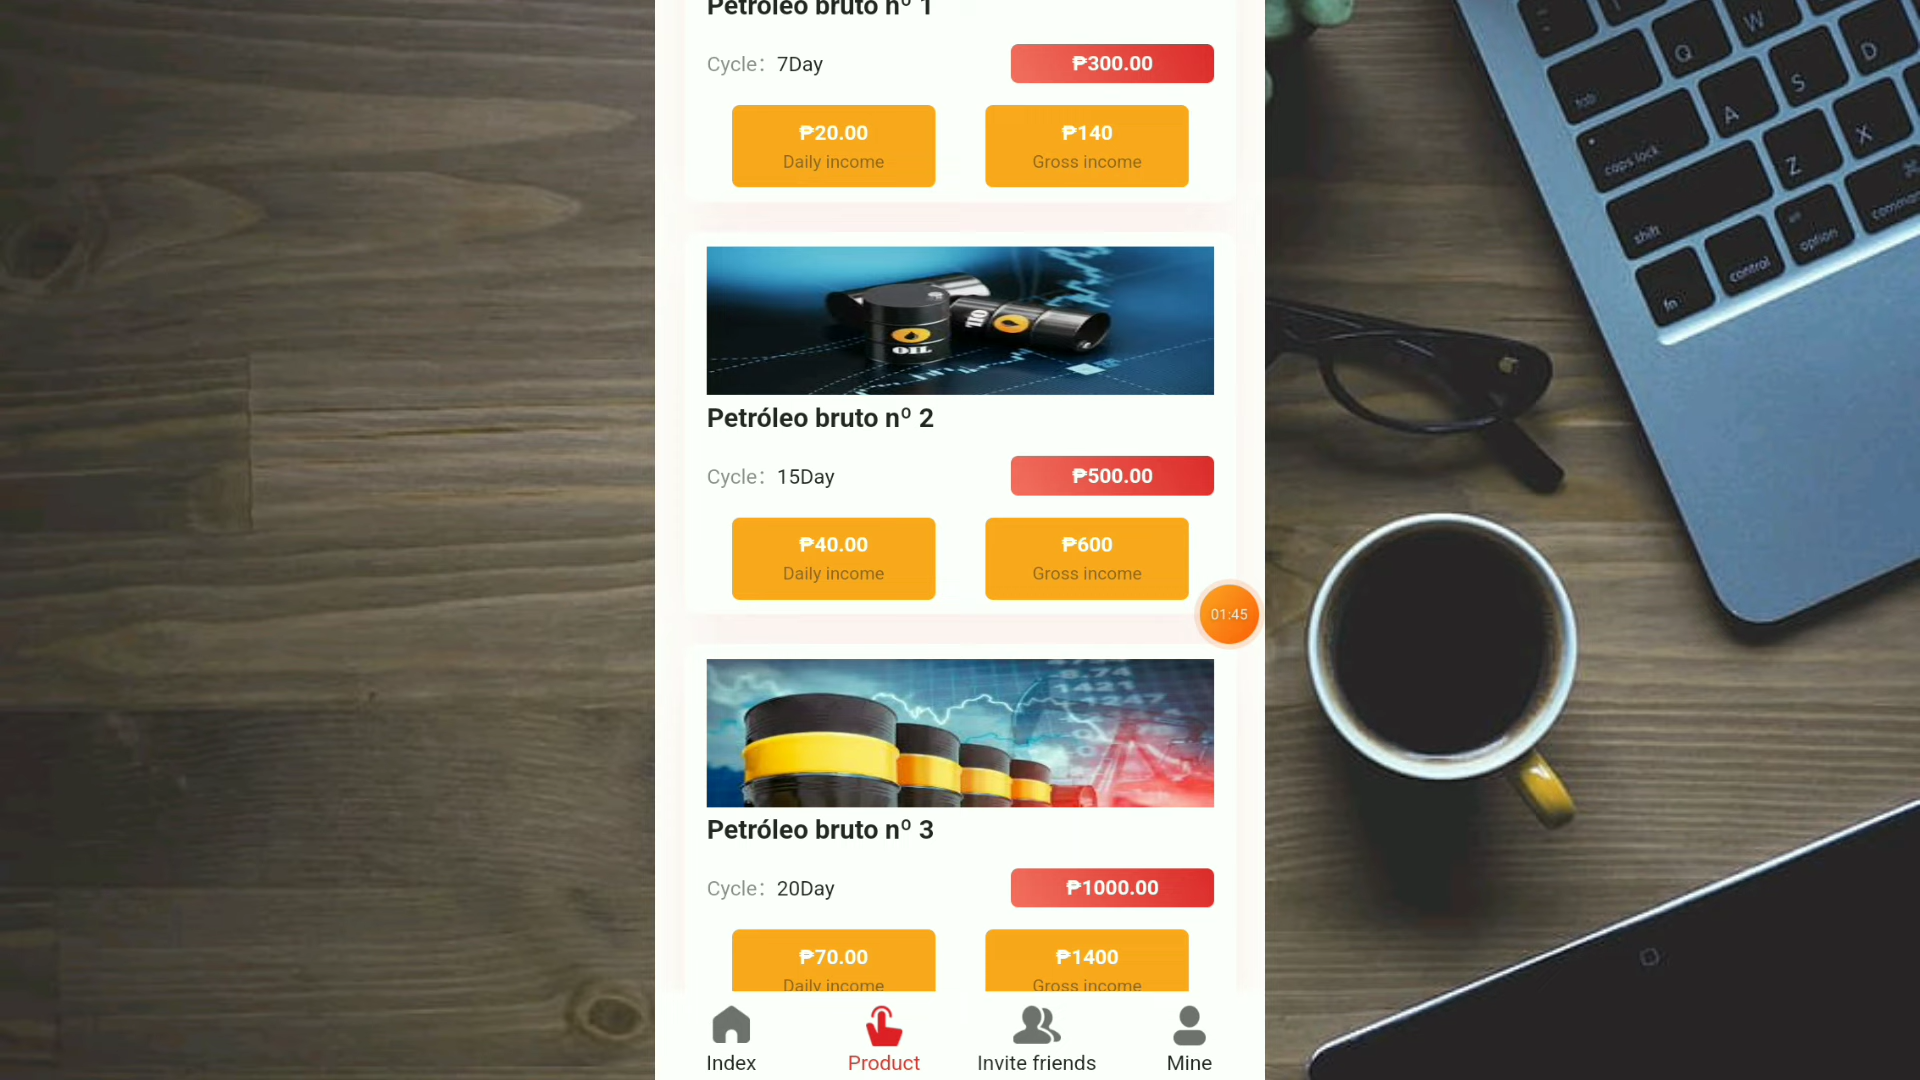 Petróleo bruto nº 1
Cycle: 7Day
₱300.00
₱20.00
Daily income
₱140
Gross income
OIL
OIL
Petróleo bruto nº 2
Cycle: 15Day
₱500.00
₱40.00
Daily income
₱600
Gross income
01:45
Petróleo bruto nº 3
Cycle: 20Day
₱1000.00
₱70.00
Daily income
₱1400
Gross income
Index
Product
Invite friends
Mine
Q
W
tab
A
S
D
caps lock
Z
X
shift
fn
control
option